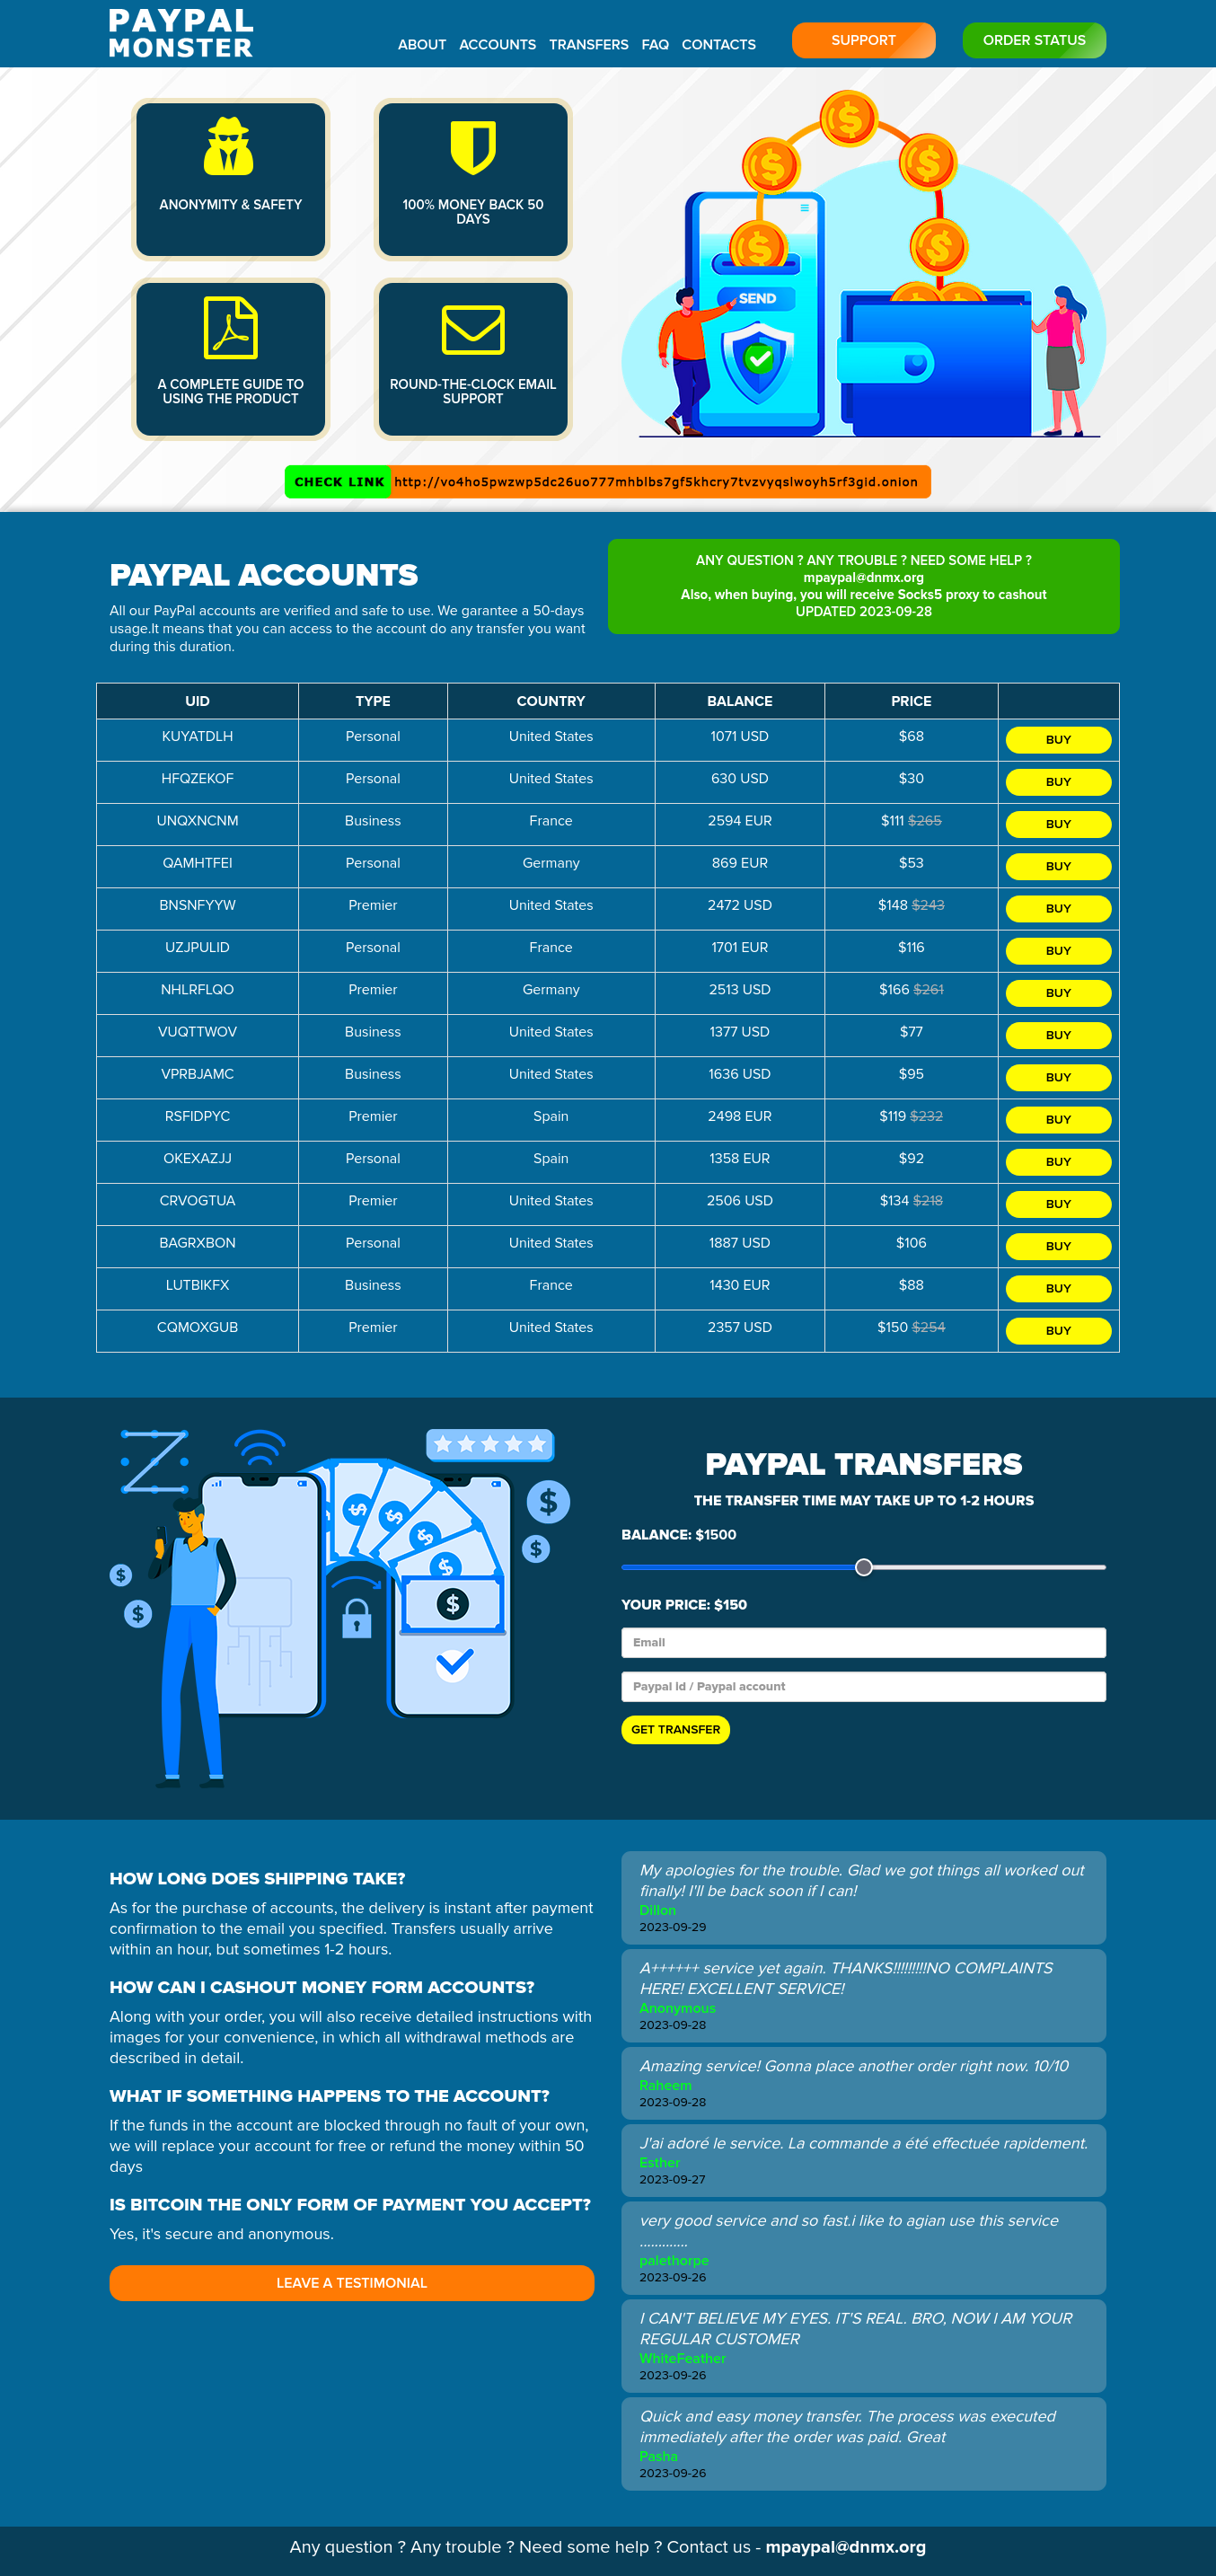 PAYPAL
MONSTER
ABOUT ACCOUNTS TRANSFERS FAQ CONTACTS
SUPPORT
ORDER STATUS
ANONYMITY & SAFETY
100% MONEY BACK 50
DAYS
A COMPLETE GUIDE TO
USING THE PRODUCT
ROUND-THE-CLOCK EMAIL
SUPPORT
SEND
CHECK LINK http://vo4ho5pwzwp5dc26uo777mhblbs7gf5khcry7tvzvyqslwoyh5rf3gid.onion
PAYPAL ACCOUNTS
All our PayPal accounts are verified and safe to use. We garantee a 50-days
usage.It means that you can access to the account do any transfer you want
during this duration.
ANY QUESTION ? ANY TROUBLE ? NEED SOME HELP ?
mpaypal@dnmx.org
Also, when buying, you will receive Socks5 proxy to cashout
UPDATED 2023-09-28
UID TYPE COUNTRY BALANCE PRICE
KUYATDLH Personal United States 1071 USD $68 BUY
HFQZEKOF Personal United States 630 USD $30 BUY
UNQXNCNM Business France 2594 EUR $111 $265 BUY
QAMHTFEI Personal Germany 869 EUR $53 BUY
BNSNFYYW Premier United States 2472 USD $148 $243 BUY
UZJPULID Personal France 1701 EUR $116 BUY
NHLRFLQO Premier Germany 2513 USD $166 $261 BUY
VUQTTWOV Business United States 1377 USD $77 BUY
VPRBJAMC Business United States 1636 USD $95 BUY
RSFIDPYC Premier Spain 2498 EUR $119 $232 BUY
OKEXAZJJ Personal Spain 1358 EUR $92 BUY
CRVOGTUA Premier United States 2506 USD $134 $218 BUY
BAGRXBON Personal United States 1887 USD $106 BUY
LUTBIKFX Business France 1430 EUR $88 BUY
CQMOXGUB Premier United States 2357 USD $150 $254 BUY
PAYPAL TRANSFERS
THE TRANSFER TIME MAY TAKE UP TO 1-2 HOURS
BALANCE: $1500
YOUR PRICE: $150
Email
Paypal id / Paypal account
GET TRANSFER
HOW LONG DOES SHIPPING TAKE?
As for the purchase of accounts, the delivery is instant after payment
confirmation to the email you specified. Transfers usually arrive
within an hour, but sometimes 1-2 hours.
HOW CAN I CASHOUT MONEY FORM ACCOUNTS?
Along with your order, you will also receive detailed instructions with
images for your convenience, in which all withdrawal methods are
described in detail.
WHAT IF SOMETHING HAPPENS TO THE ACCOUNT?
If the funds in the account are blocked through no fault of your own,
we will replace your account for free or refund the money within 50
days
IS BITCOIN THE ONLY FORM OF PAYMENT YOU ACCEPT?
Yes, it's secure and anonymous.
LEAVE A TESTIMONIAL
My apologies for the trouble. Glad we got things all worked out
finally! I'll be back soon if I can!
Dillon
2023-09-29
A++++++ service yet again. THANKS!!!!!!!!!NO COMPLAINTS
HERE! EXCELLENT SERVICE!
Anonymous
2023-09-28
Amazing service! Gonna place another order right now. 10/10
Raheem
2023-09-28
J'ai adoré le service. La commande a été effectuée rapidement.
Esther
2023-09-27
very good service and so fast.i like to agian use this service
.............
palethorpe
2023-09-26
I CAN'T BELIEVE MY EYES. IT'S REAL. BRO, NOW I AM YOUR
REGULAR CUSTOMER
WhiteFeather
2023-09-26
Quick and easy money transfer. The process was executed
immediately after the order was paid. Great
Pasha
2023-09-26
Any question ? Any trouble ? Need some help ? Contact us - mpaypal@dnmx.org